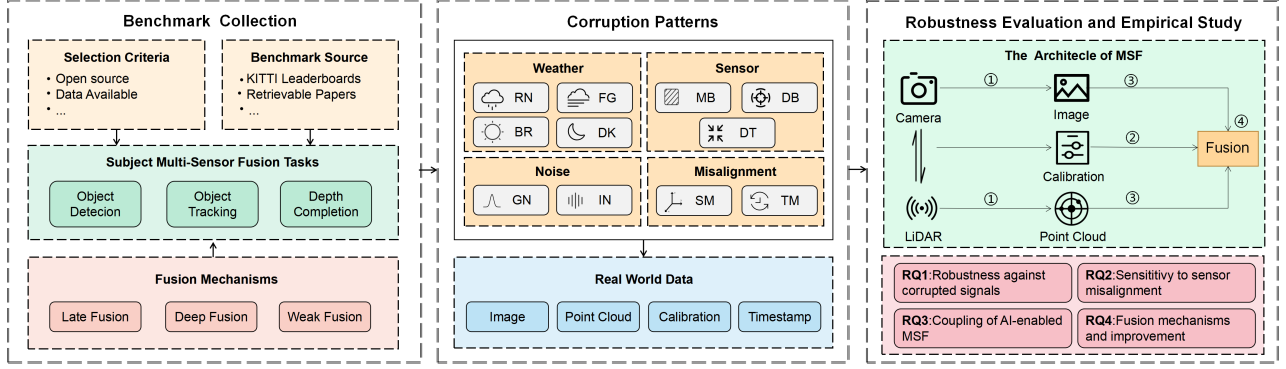 Benchmark Collection
Selection Criteria
• Open source
• Data Available
• ...
Benchmark Source
• KITTI Leaderboards
• Retrievable Papers
• ...
Subject Multi-Sensor Fusion Tasks
Object
Detecion
Object
Tracking
Depth
Completion
Fusion Mechanisms
Late Fusion
Deep Fusion
Weak Fusion
Corruption Patterns
Weather
RN
FG
BR
DK
Sensor
MB
DB
DT
Noise
GN
IN
Misalignment
SM
TM
Real World Data
Image
Point Cloud
Calibration
Timestamp
Robustness Evaluation and Empirical Study
The Architecle of MSF
Camera
①
Image
③
④
②
Calibration
Fusion
LiDAR
①
Point Cloud
③
RQ1:Robustness against
corrupted signals
RQ2:Sensititivy to sensor
misalignment
RQ3:Coupling of AI-enabled
MSF
RQ4:Fusion mechanisms
and improvement